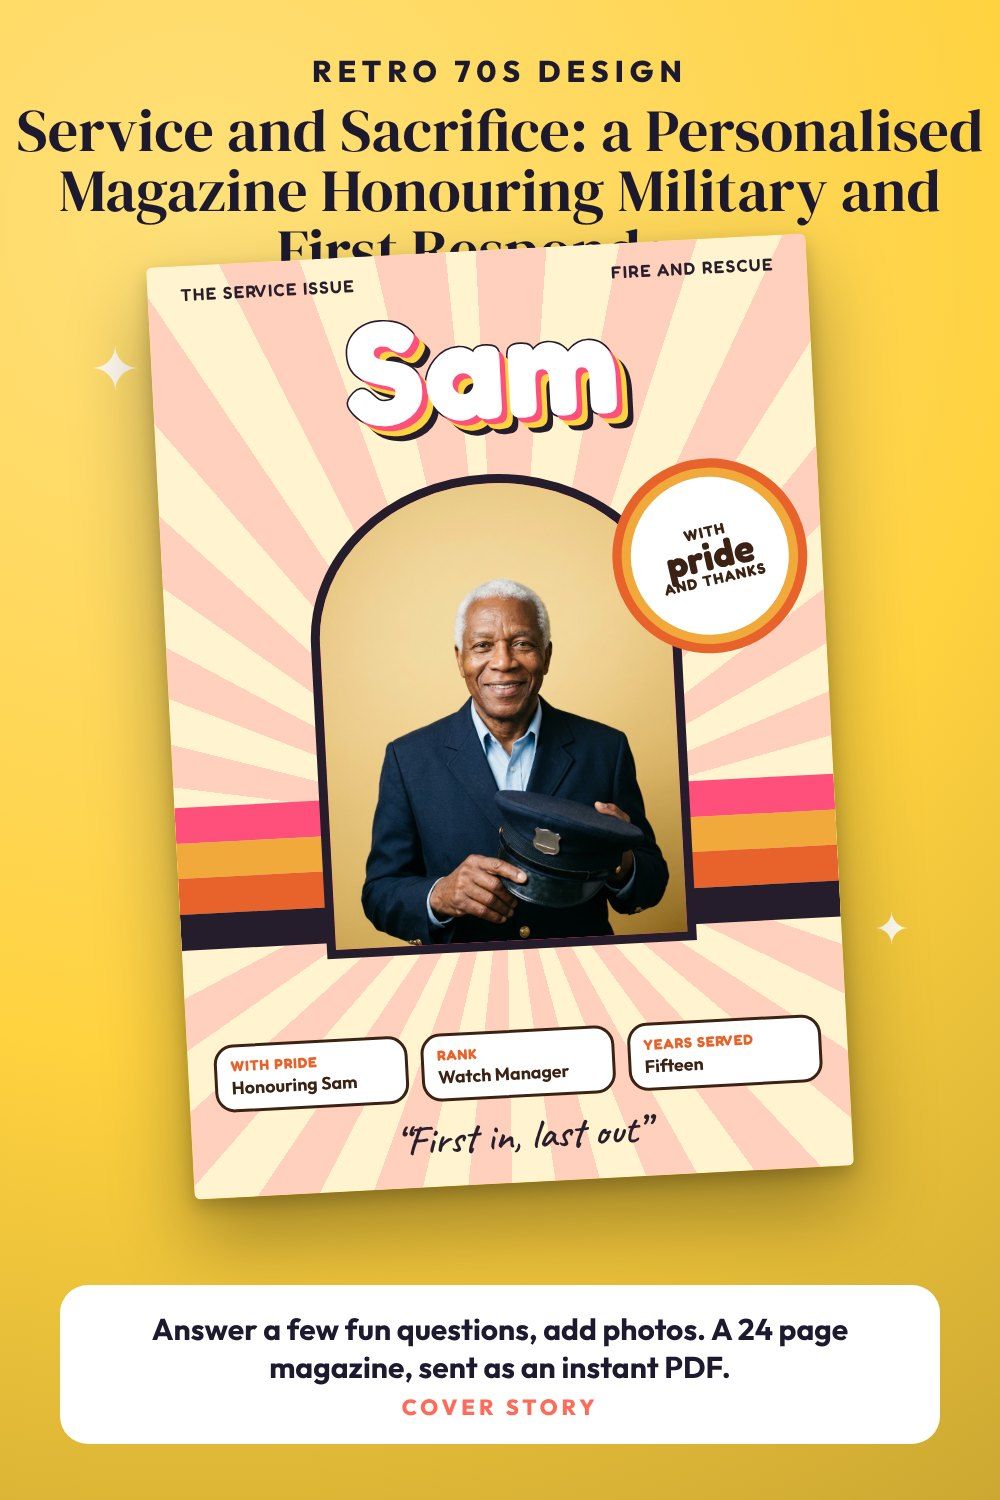 RETRO 70S DESIGN
Service and Sacrifice: a Personalised
Magazine Honouring Military and
First
THE SERVICE ISSUE
FIRE AND RESCUE
Sam
WITH
pride
AND THANKS
WITH PRIDE
Honouring Sam
RANK
Watch Manager
YEARS SERVED
Fifteen
“First in, last out”
Answer a few fun questions, add photos. A 24 page
magazine, sent as an instant PDF.
COVER STORY